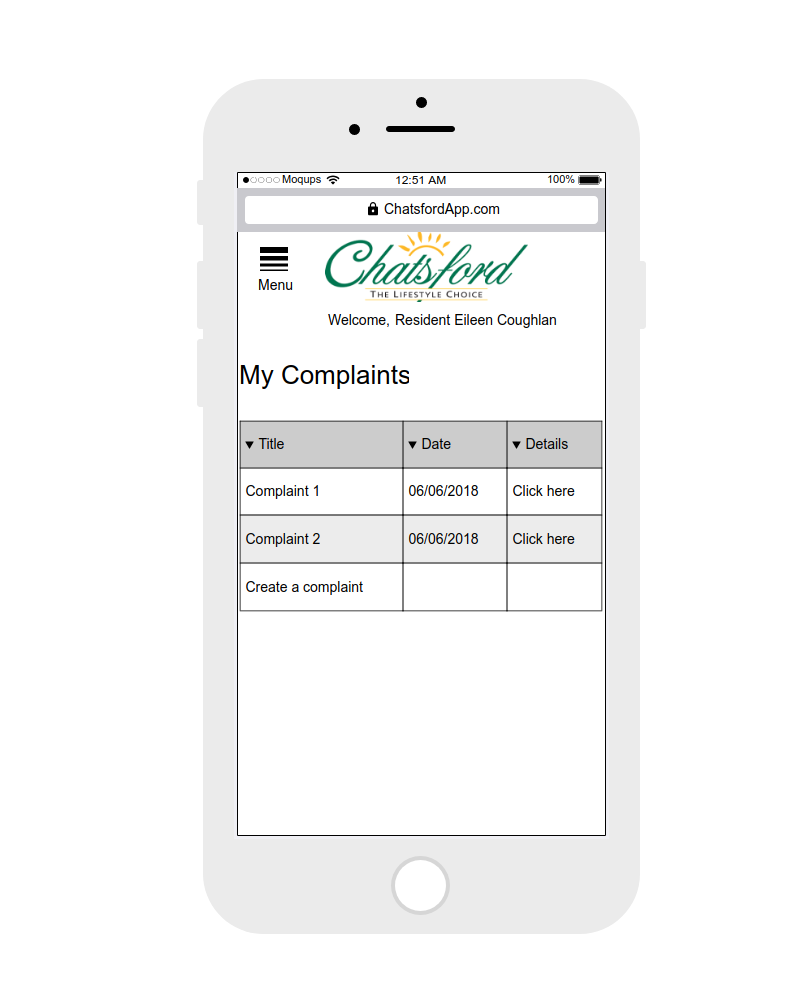 Moqups 12:51 AM 100%
ChatsfordApp.com
Chatsford
THE LIFESTYLE CHOICE
Menu
Welcome, Resident Eileen Coughlan
My Complaints
Title Date Details
Complaint 1 06/06/2018 Click here
Complaint 2 06/06/2018 Click here
Create a complaint